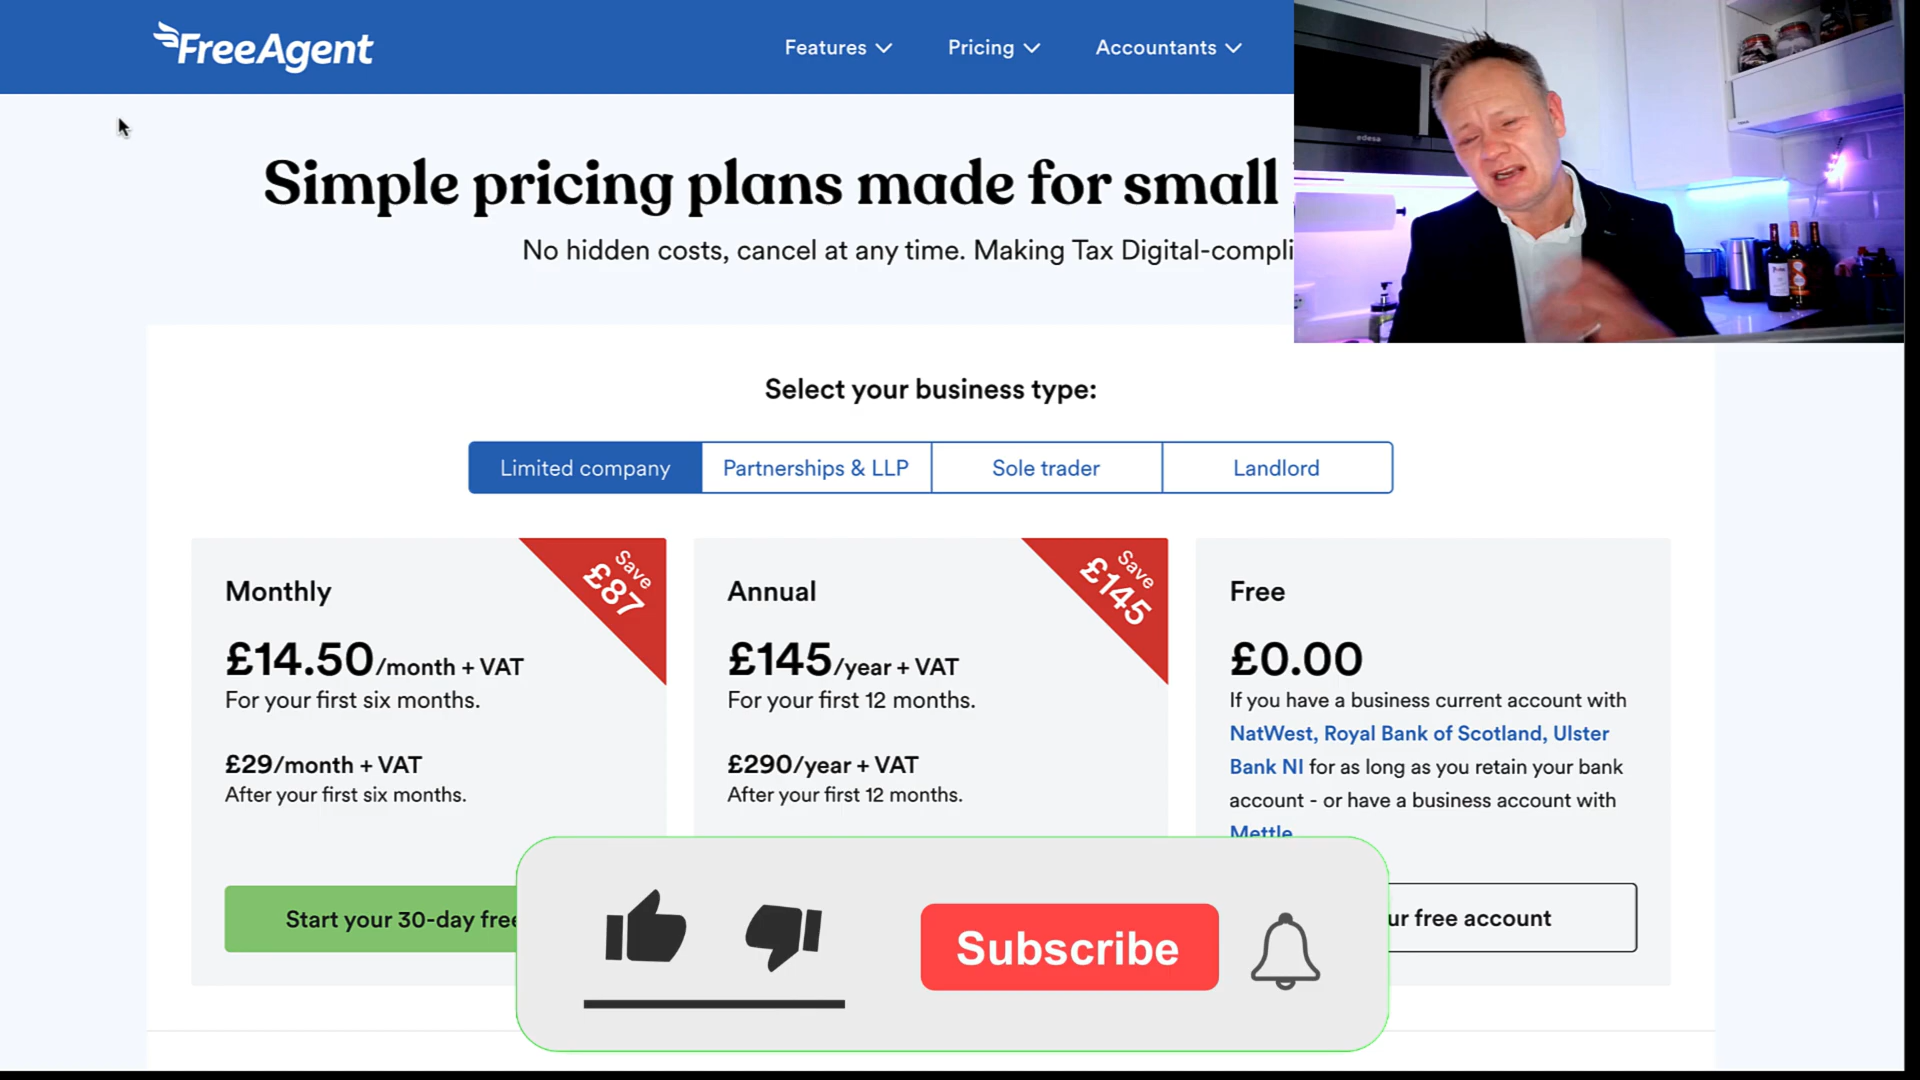 FreeAgent
Features
Pricing
Accountants
edesa
Simple pricing plans made for small
No hidden costs, cancel at any time. Making Tax Digital-compli
Select your business type:
Limited company
Partnerships & LLP
Sole trader
Landlord
Monthly
Save
£87
£14.50/month + VAT
For your first six months.
£29/month + VAT
After your first six months.
Start your 30-day free
Annual
Save
£145
£145/year + VAT
For your first 12 months.
£290/year + VAT
After your first 12 months.
Free
£0.00
If you have a business current account with
NatWest, Royal Bank of Scotland, Ulster
Bank NI for as long as you retain your bank
account - or have a business account with
Mettle
ur free account
Subscribe